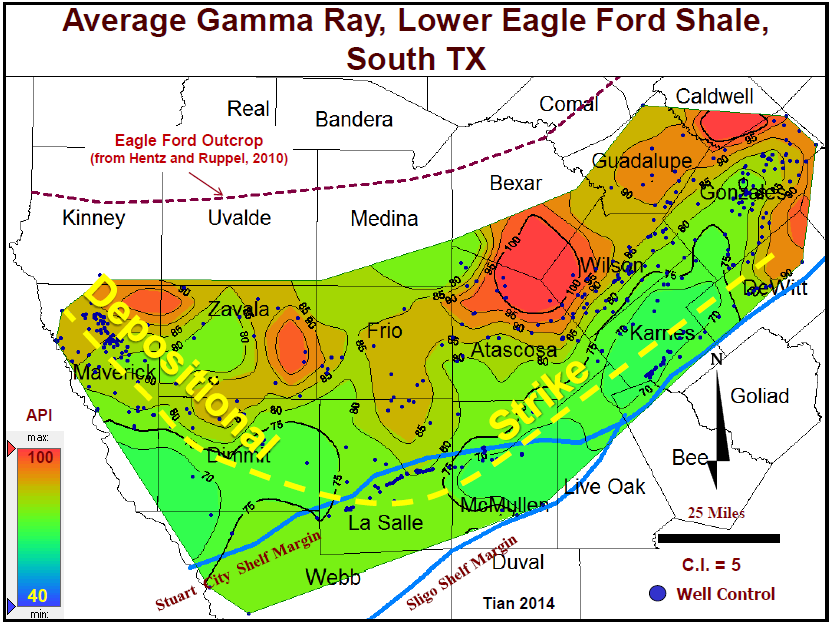 Average Gamma Ray, Lower Eagle Ford Shale,
South TX
Real
Bandera
Comal
Caldwell
Eagle Ford Outcrop
(from Hentz and Ruppel, 2010)
Guadalupe
Bexar
Gonzales
Kinney
Uvalde
Medina
Wilson
DeWitt
Zavala
Frio
Atascosa
Karnes
Maverick
Depositional
Strike
N
Goliad
API
max:
100
40
min:
Dimmit
Bee
McMullen
Live Oak
La Salle
25 Miles
Stuart City Shelf Margin
Sligo Shelf Margin
Webb
Duval
C.I. = 5
Tian 2014
Well Control
90
85
80
75
70
95
100